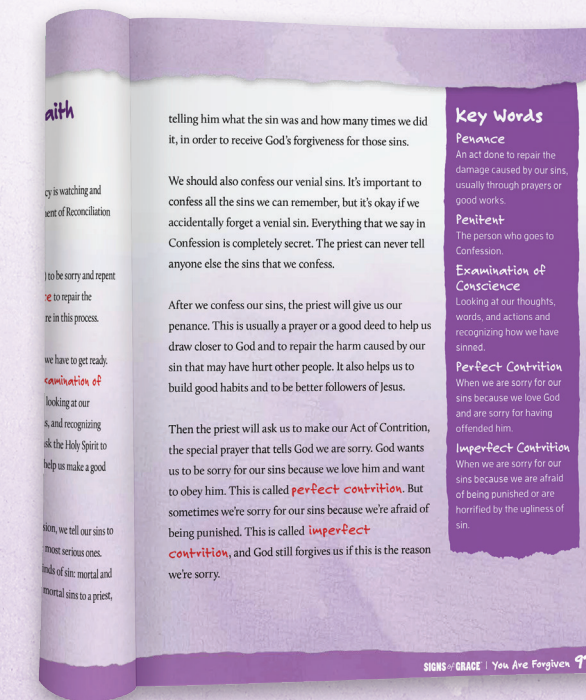 aith
cy is watching and
ment of Reconciliation
to be sorry and repent
e to repair the
re in this process.
we have to get ready.
xamination of
looking at our
s, and recognizing
sk the Holy Spirit to
help us make a good
sion, we tell our sins to
most serious ones.
inds of sin: mortal and
mortal sins to a priest,
telling him what the sin was and how many times we did
it, in order to receive God's forgiveness for those sins.
We should also confess our venial sins. It's important to
confess all the sins we can remember, but it's okay if we
accidentally forget a venial sin. Everything that we say in
Confession is completely secret. The priest can never tell
anyone else the sins that we confess.
After we confess our sins, the priest will give us our
penance. This is usually a prayer or a good deed to help us
draw closer to God and to repair the harm caused by our
sin that may have hurt other people. It also helps us to
build good habits and to be better followers of Jesus.
Then the priest will ask us to make our Act of Contrition,
the special prayer that tells God we are sorry. God wants
us to be sorry for our sins because we love him and want
to obey him. This is called perfect contrition. But
sometimes we're sorry for our sins because we're afraid of
being punished. This is called imperfect
contrition, and God still forgives us if this is the reason
we're sorry.
Key Words
Penance
An act done to repair the
damage caused by our sins,
usually through prayers or
good works.
Penitent
The person who goes to
Confession.
Examination of
Conscience
Looking at our thoughts,
words, and actions and
recognizing how we have
sinned.
Perfect Contrition
When we are sorry for our
sins because we love God
and are sorry for having
offended him.
Imperfect Contrition
When we are sorry for our
sins because we are afraid
of being punished or are
horrified by the ugliness of
sin.
SIGNS of GRACE | You Are Forgiven